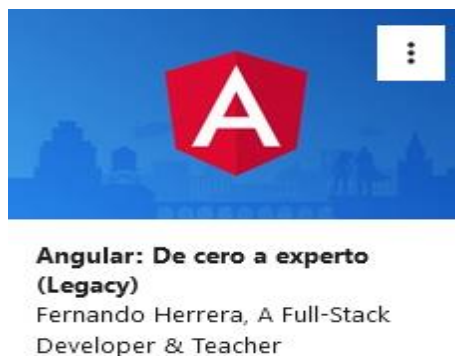 A
Angular: De cero a experto
(Legacy)
Fernando Herrera, A Full-Stack
Developer & Teacher